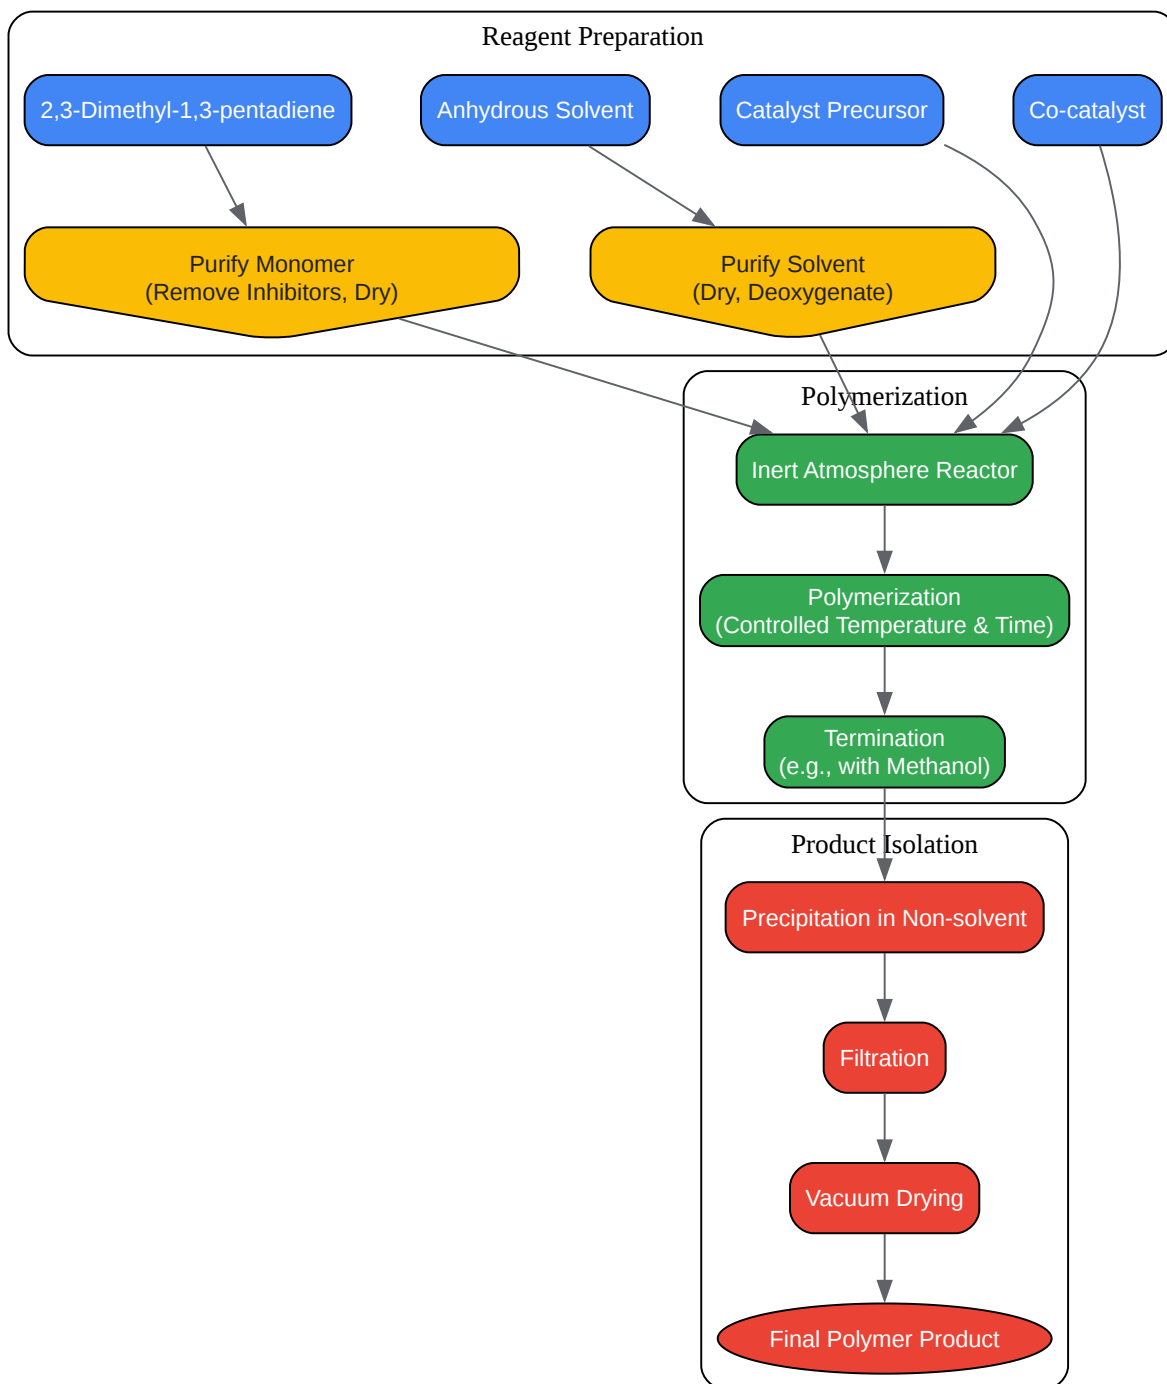 Reagent Preparation
2,3-Dimethyl-1,3-pentadiene
Anhydrous Solvent
Catalyst Precursor
Co-catalyst
Purify Monomer
(Remove Inhibitors, Dry)
Purify Solvent
(Dry, Deoxygenate)
Polymerization
Inert Atmosphere Reactor
Polymerization
(Controlled Temperature & Time)
Termination
(e.g., with Methanol)
Product Isolation
Precipitation in Non-solvent
Filtration
Vacuum Drying
Final Polymer Product